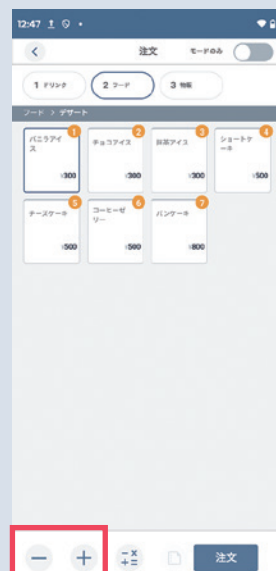 12:47
注文 モードのみ
1 ドリンク 2 フード 3 物販
フード > デザート
1 2 3 4
バニラアイス チョコアイス 抹茶アイス ショートケーキ
¥300 ¥300 ¥300 ¥500
5 6 7
チーズケーキ コーヒーゼリー パンケーキ
¥500 ¥500 ¥800
注文